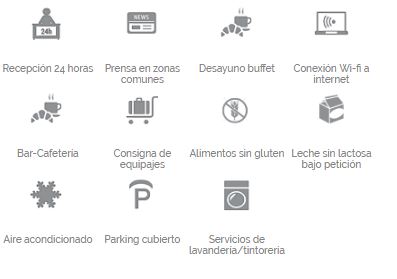 24h
NEWS
Recepción 24 horas
Prensa en zonas
comunes
Desayuno buffet
Conexión Wi-fi a
internet
Bar-Cafetería
Consigna de
equipajes
Alimentos sin gluten
Leche sin lactosa
bajo petición
P
Aire acondicionado
Parking cubierto
Servicios de
lavandería/tintorería